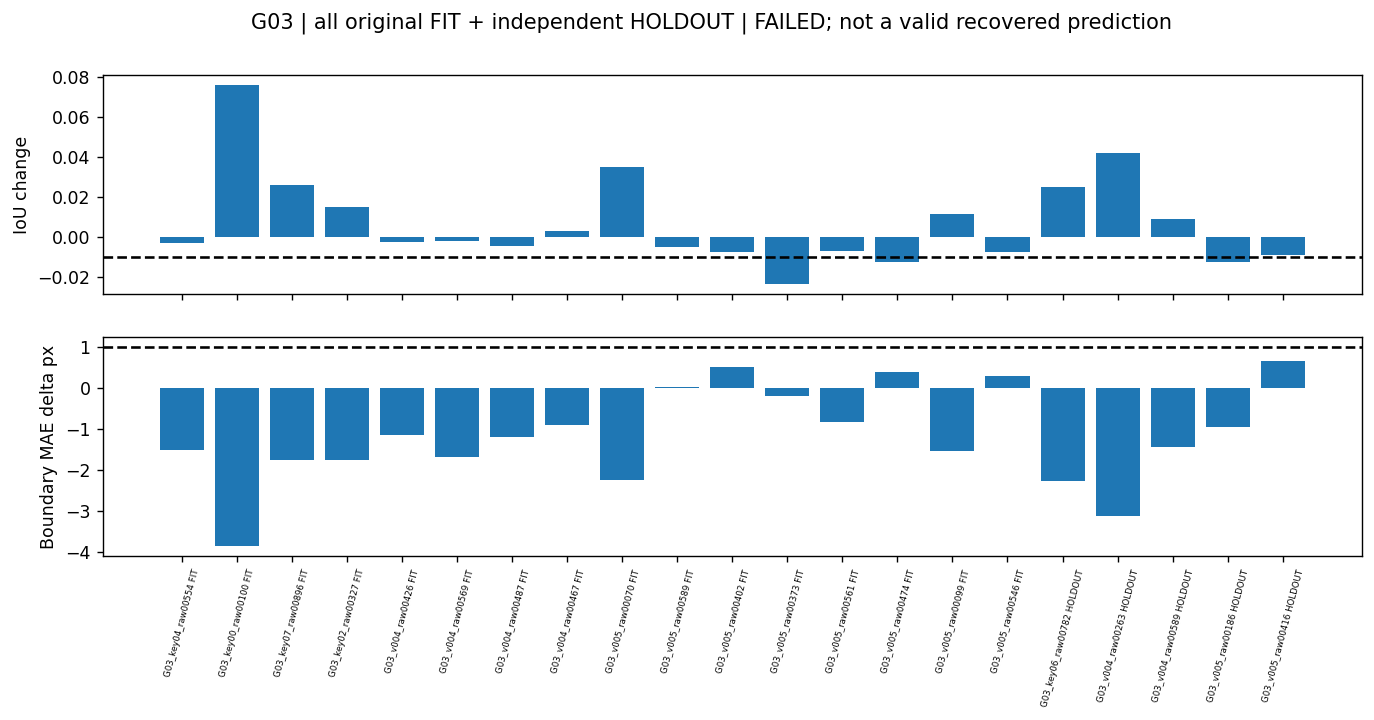 G03 | all original FIT + independent HOLDOUT | FAILED; not a valid recovered prediction
IoU change
0.08
0.06
0.04
0.02
0.00
−0.02
Boundary MAE delta px
1
0
−1
−2
−3
−4
G03_key04_raw00554 FIT
G03_key00_raw00100 FIT
G03_key07_raw00896 FIT
G03_key02_raw00327 FIT
G03_v004_raw00426 FIT
G03_v004_raw00569 FIT
G03_v004_raw00487 FIT
G03_v004_raw00467 FIT
G03_v005_raw00070 FIT
G03_v005_raw00589 FIT
G03_v005_raw00402 FIT
G03_v005_raw00373 FIT
G03_v005_raw00561 FIT
G03_v005_raw00474 FIT
G03_v005_raw00099 FIT
G03_v005_raw00546 FIT
G03_key06_raw00782 HOLDOUT
G03_v004_raw00263 HOLDOUT
G03_v004_raw00589 HOLDOUT
G03_v005_raw00186 HOLDOUT
G03_v005_raw00416 HOLDOUT